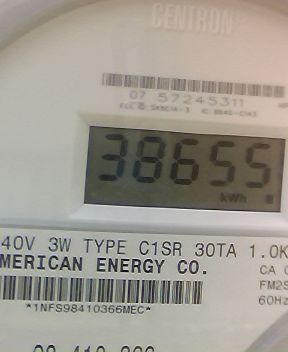 CENTRON
07 57245311
38655
kWh
40V 3W TYPE C1SR 30TA 1.0K
MERICAN ENERGY CO.
CA
FM2S
60Hz
*1NFS98410366MEC*